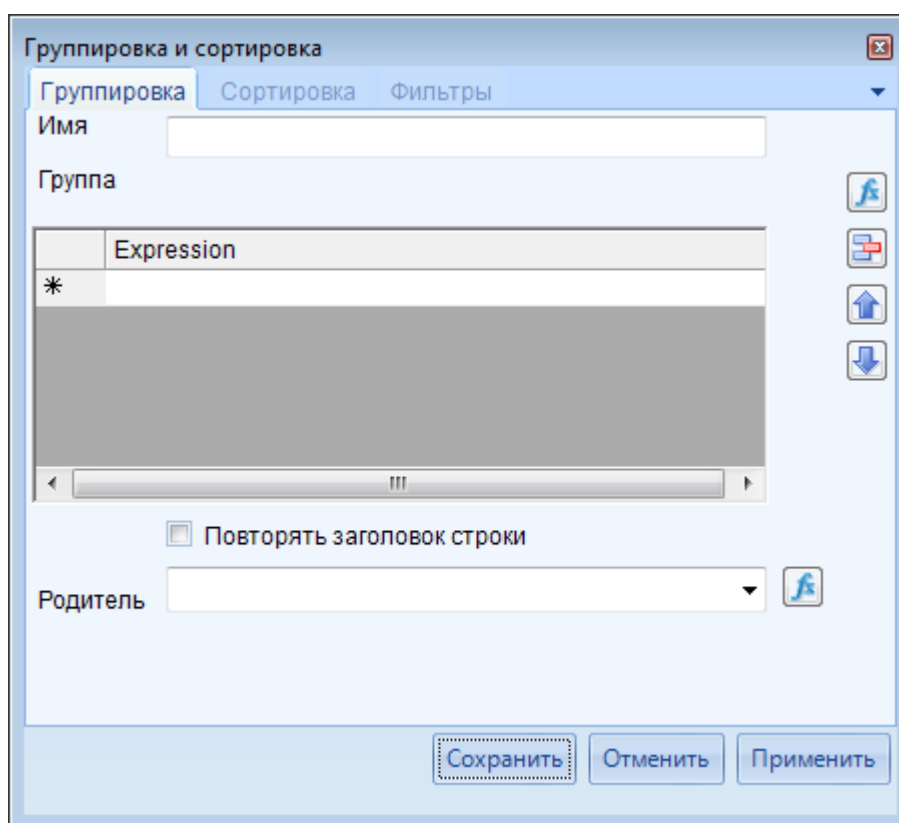 Группировка и сортировка
Группировка Сортировка Фильтры
Имя
Группа
Expression
Повторять заголовок строки
Родитель
Сохранить Отменить Применить